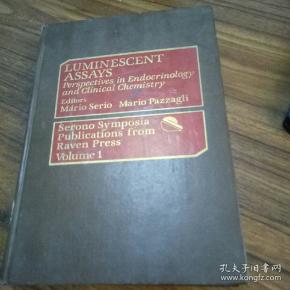 LUMINESCENT
ASSAYS
Perspectives in Endocrinology
and Clinical Chemistry
Editors
Mario Serio Mario Pazzagli
Serono Symposia
Publications from
Raven Press
Volume 1
孔夫子旧书网